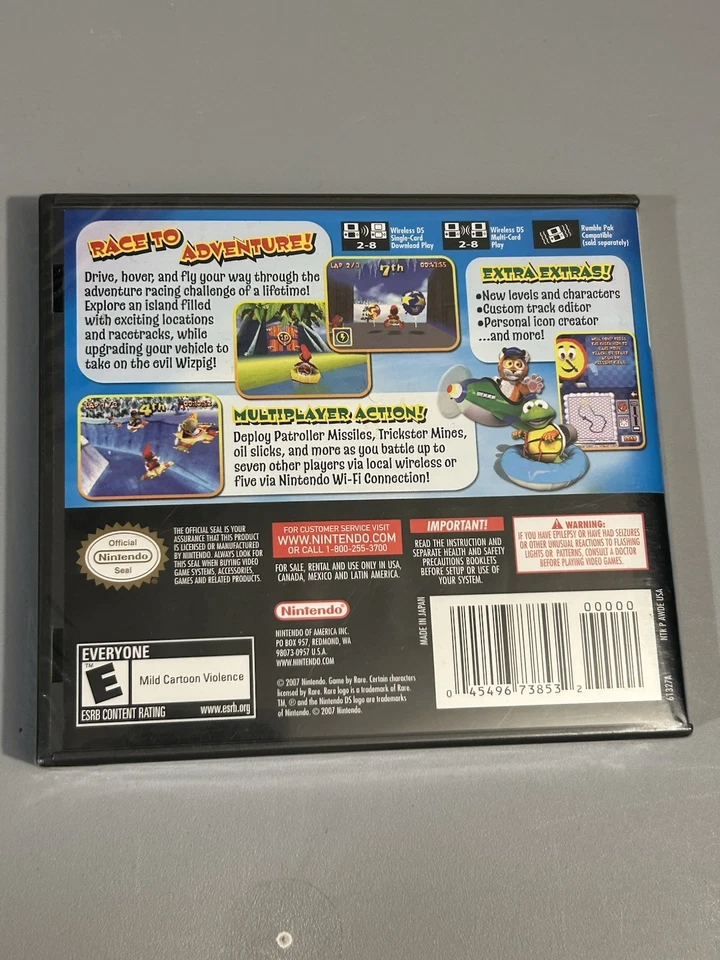 RACE TO ADVENTURE!
Drive, hover, and fly your way through the
adventure racing challenge of a lifetime!
Explore an island filled
with exciting locations
and racetracks, while
upgrading your vehicle to
take on the evil Wizpig!
2-8
Wireless DS
Single-Card
Download Play
2-8
Wireless DS
Multi-Card
Play
Rumble Pak
Compatible
(sold separately)
LAP 2/3
7th
EXTRA EXTRAS!
•New levels and characters
•Custom track editor
•Personal icon creator
...and more!
4th
MULTIPLAYER ACTION!
Deploy Patroller Missiles, Trickster Mines,
oil slicks, and more as you battle up to
seven other players via local wireless or
five via Nintendo Wi-Fi Connection!
Official
Nintendo
Seal
THE OFFICIAL SEAL IS YOUR
ASSURANCE THAT THIS PRODUCT
IS LICENSED OR MANUFACTURED
BY NINTENDO. ALWAYS LOOK FOR
THIS SEAL WHEN BUYING VIDEO
GAME SYSTEMS, ACCESSORIES,
GAMES AND RELATED PRODUCTS.
FOR CUSTOMER SERVICE VISIT
WWW.NINTENDO.COM
OR CALL 1-800-255-3700
FOR SALE, RENTAL AND USE ONLY IN USA,
CANADA, MEXICO AND LATIN AMERICA.
IMPORTANT!
READ THE INSTRUCTION AND
SEPARATE HEALTH AND SAFETY
PRECAUTIONS BOOKLETS
BEFORE SETUP OR USE OF
YOUR SYSTEM.
WARNING:
IF YOU HAVE EPILEPSY OR HAVE HAD SEIZURES
OR OTHER UNUSUAL REACTIONS TO FLASHING
LIGHTS OR PATTERNS, CONSULT A DOCTOR
BEFORE PLAYING VIDEO GAMES.
Nintendo
NINTENDO OF AMERICA INC.
PO BOX 957, REDMOND, WA
98073-0957 U.S.A.
WWW.NINTENDO.COM
© 2007 Nintendo. Game by Rare. Certain characters
licensed by Rare. Rare logo is a trademark of Rare.
TM, ® and the Nintendo DS logo are trademarks
of Nintendo. © 2007 Nintendo.
EVERYONE
E
TM
Mild Cartoon Violence
ESRB CONTENT RATING
www.esrb.org
MADE IN JAPAN
00000
0 45496 73853 2
NTR P AWDE USA
61327A